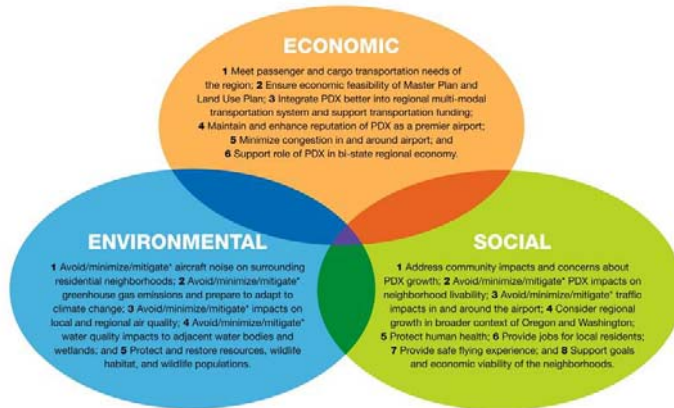 ECONOMIC
1 Meet passenger and cargo transportation needs of
the region; 2 Ensure economic feasibility of Master Plan and
Land Use Plan; 3 Integrate PDX better into regional multi-modal
transportation system and support transportation funding;
4 Maintain and enhance reputation of PDX as a premier airport;
5 Minimize congestion in and around airport; and
6 Support role of PDX in bi-state regional economy.
ENVIRONMENTAL
1 Avoid/minimize/mitigate* aircraft noise on surrounding
residential neighborhoods; 2 Avoid/minimize/mitigate*
greenhouse gas emissions and prepare to adapt to
climate change; 3 Avoid/minimize/mitigate* impacts on
local and regional air quality; 4 Avoid/minimize/mitigate*
water quality impacts to adjacent water bodies and
wetlands; and 5 Protect and restore resources, wildlife
habitat, and wildlife populations.
SOCIAL
1 Address community impacts and concerns about
PDX growth; 2 Avoid/minimize/mitigate* PDX impacts on
neighborhood livability; 3 Avoid/minimize/mitigate* traffic
impacts in and around the airport; 4 Consider regional
growth in broader context of Oregon and Washington;
5 Protect human health; 6 Provide jobs for local residents;
7 Provide safe flying experience; and 8 Support goals
and economic viability of the neighborhoods.